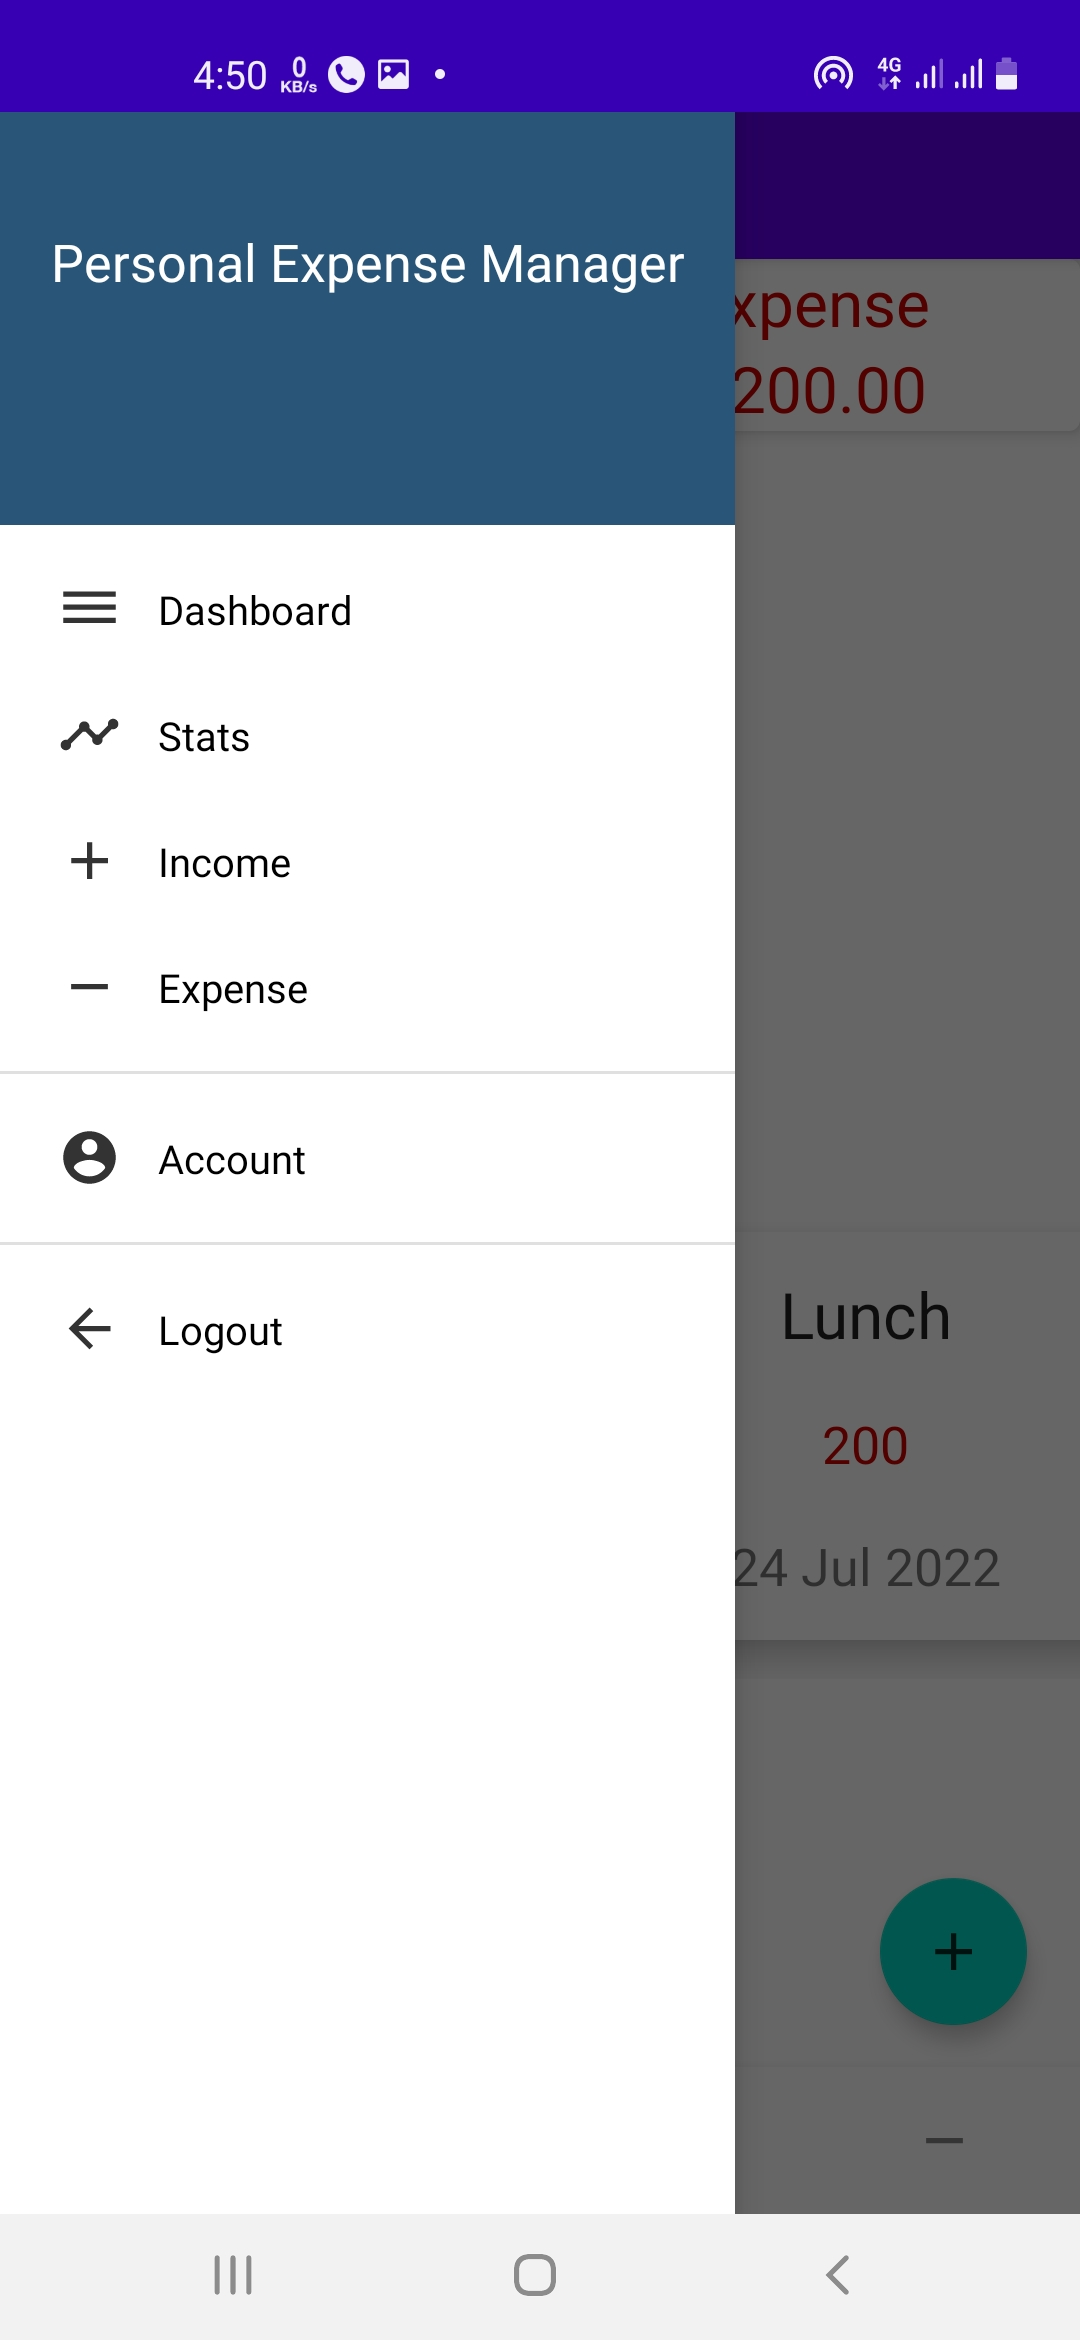 4:50 0 KB/s 4G
Personal Expense Manager
xpense
200.00
Dashboard
Stats
Income
Expense
Account
Logout
Lunch
200
24 Jul 2022